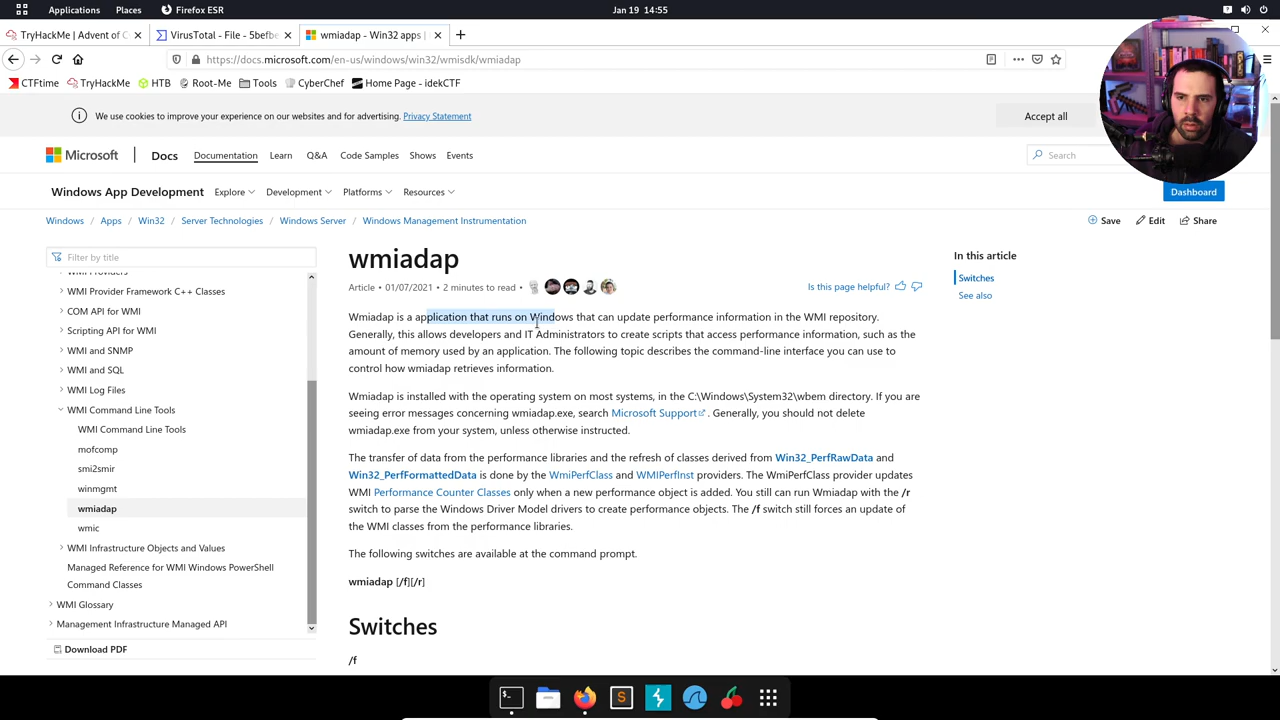 Applications Places Firefox ESR Jan 19 14:55
TryHackMe | Advent of C VirusTotal - File - 5befbe wmiadap - Win32 apps |
https://docs.microsoft.com/en-us/windows/win32/wmisdk/wmiadap
CTFtime TryHackMe HTB Root-Me Tools CyberChef Home Page - idekCTF
We use cookies to improve your experience on our websites and for advertising. Privacy Statement Accept all
Microsoft Docs Documentation Learn Q&A Code Samples Shows Events Search
Windows App Development Explore Development Platforms Resources Dashboard
Windows Apps Win32 Server Technologies Windows Server Windows Management Instrumentation Save Edit Share
Filter by title
WMI Providers
WMI Provider Framework C++ Classes
COM API for WMI
Scripting API for WMI
WMI and SNMP
WMI and SQL
WMI Log Files
WMI Command Line Tools
WMI Command Line Tools
mofcomp
smi2smir
winmgmt
wmiadap
wmic
WMI Infrastructure Objects and Values
Managed Reference for WMI Windows PowerShell
Command Classes
WMI Glossary
Management Infrastructure Managed API
Download PDF
wmiadap
Article • 01/07/2021 • 2 minutes to read
Is this page helpful?
Wmiadap is a application that runs on Windows that can update performance information in the WMI repository.
Generally, this allows developers and IT Administrators to create scripts that access performance information, such as the
amount of memory used by an application. The following topic describes the command-line interface you can use to
control how wmiadap retrieves information.
Wmiadap is installed with the operating system on most systems, in the C:\Windows\System32\wbem directory. If you are
seeing error messages concerning wmiadap.exe, search Microsoft Support . Generally, you should not delete
wmiadap.exe from your system, unless otherwise instructed.
The transfer of data from the performance libraries and the refresh of classes derived from Win32_PerfRawData and
Win32_PerfFormattedData is done by the WmiPerfClass and WMIPerfInst providers. The WmiPerfClass provider updates
WMI Performance Counter Classes only when a new performance object is added. You still can run Wmiadap with the /r
switch to parse the Windows Driver Model drivers to create performance objects. The /f switch still forces an update of
the WMI classes from the performance libraries.
The following switches are available at the command prompt.
wmiadap [/f][/r]
Switches
/f
In this article
Switches
See also